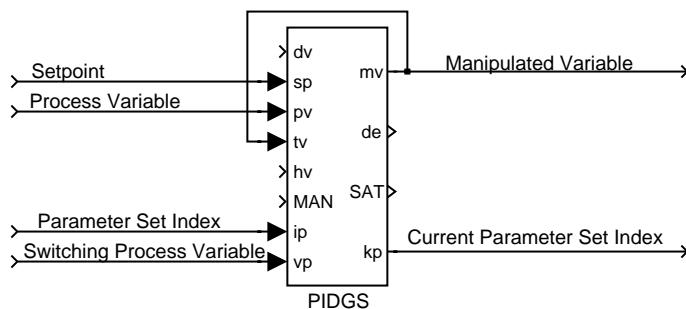 dv
mv
Manipulated Variable
Setpoint
sp
Process Variable
pv
de
tv
hv
SAT
MAN
Parameter Set Index
ip
Current Parameter Set Index
kp
Switching Process Variable
vp
PIDGS